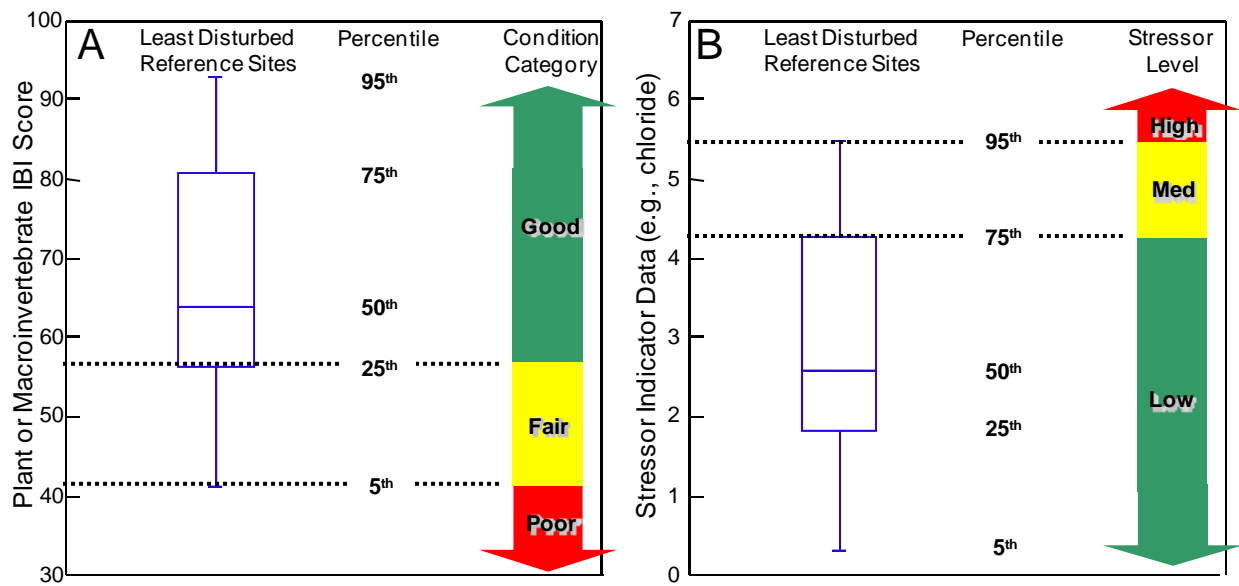 Plant or Macroinvertebrate IBI Score
100
90
80
70
60
50
40
30
A
Least Disturbed
Reference Sites
Percentile
Condition
Category
95th
75th
50th
25th
5th
Good
Fair
Poor
Stressor Indicator Data (e.g., chloride)
7
6
5
4
3
2
1
0
B
Least Disturbed
Reference Sites
Percentile
Stressor
Level
95th
75th
50th
25th
5th
High
Med
Low